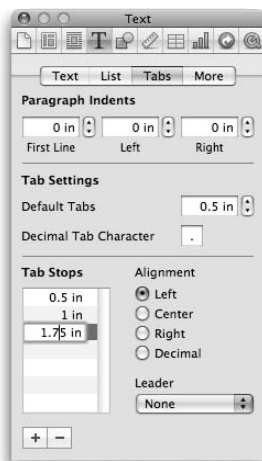 Text
Text List Tabs More
Paragraph Indents
0 in 0 in 0 in
First Line Left Right
Tab Settings
Default Tabs 0.5 in
Decimal Tab Character .
Tab Stops Alignment
0.5 in Left
1 in Center
1.75 in Right
Decimal
Leader
None
+ −